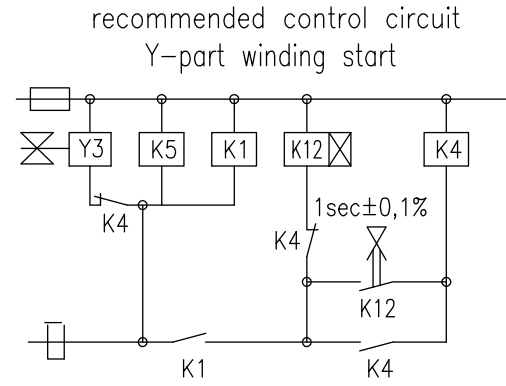 recommended control circuit
Y-part winding start
Y3 K5 K1 K12 K4
K4 1sec±0,1%
K4
K12
K1 K4